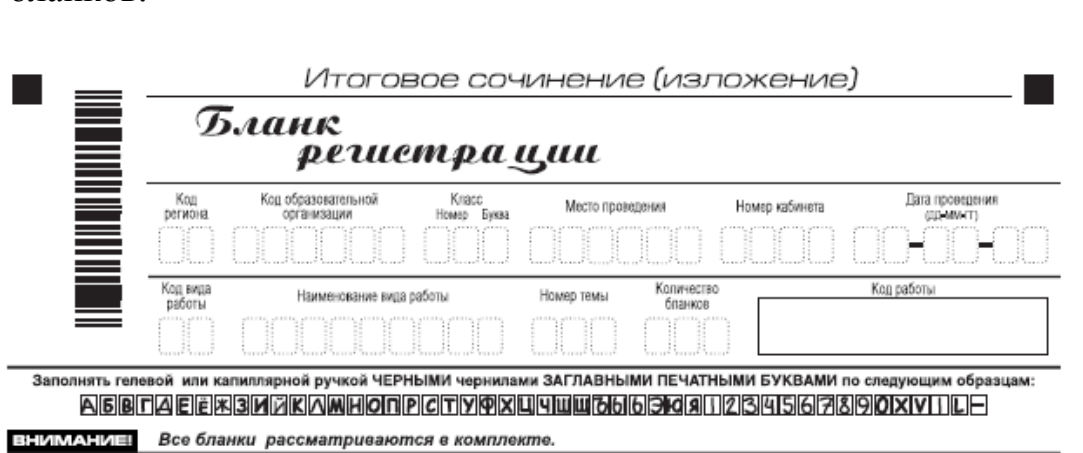 бланков.
Итоговое сочинение (изложение)
Бланк
регистрации
Код региона Код образовательной организации Класс Номер Буква Место проведения Номер кабинета Дата проведения (ДД-ММ-ГГ)
Код вида работы Наименование вида работы Номер темы Количество бланков Код работы
Заполнять гелевой или капиллярной ручкой ЧЕРНЫМИ чернилами ЗАГЛАВНЫМИ ПЕЧАТНЫМИ БУКВАМИ по следующим образцам:
АБВГДЕЁЖЗИЙКЛМНОПРСТУФХЦЧШЩЪЫЬЭЮЯ1234567890XVIL-
ВНИМАНИЕ! Все бланки рассматриваются в комплекте.